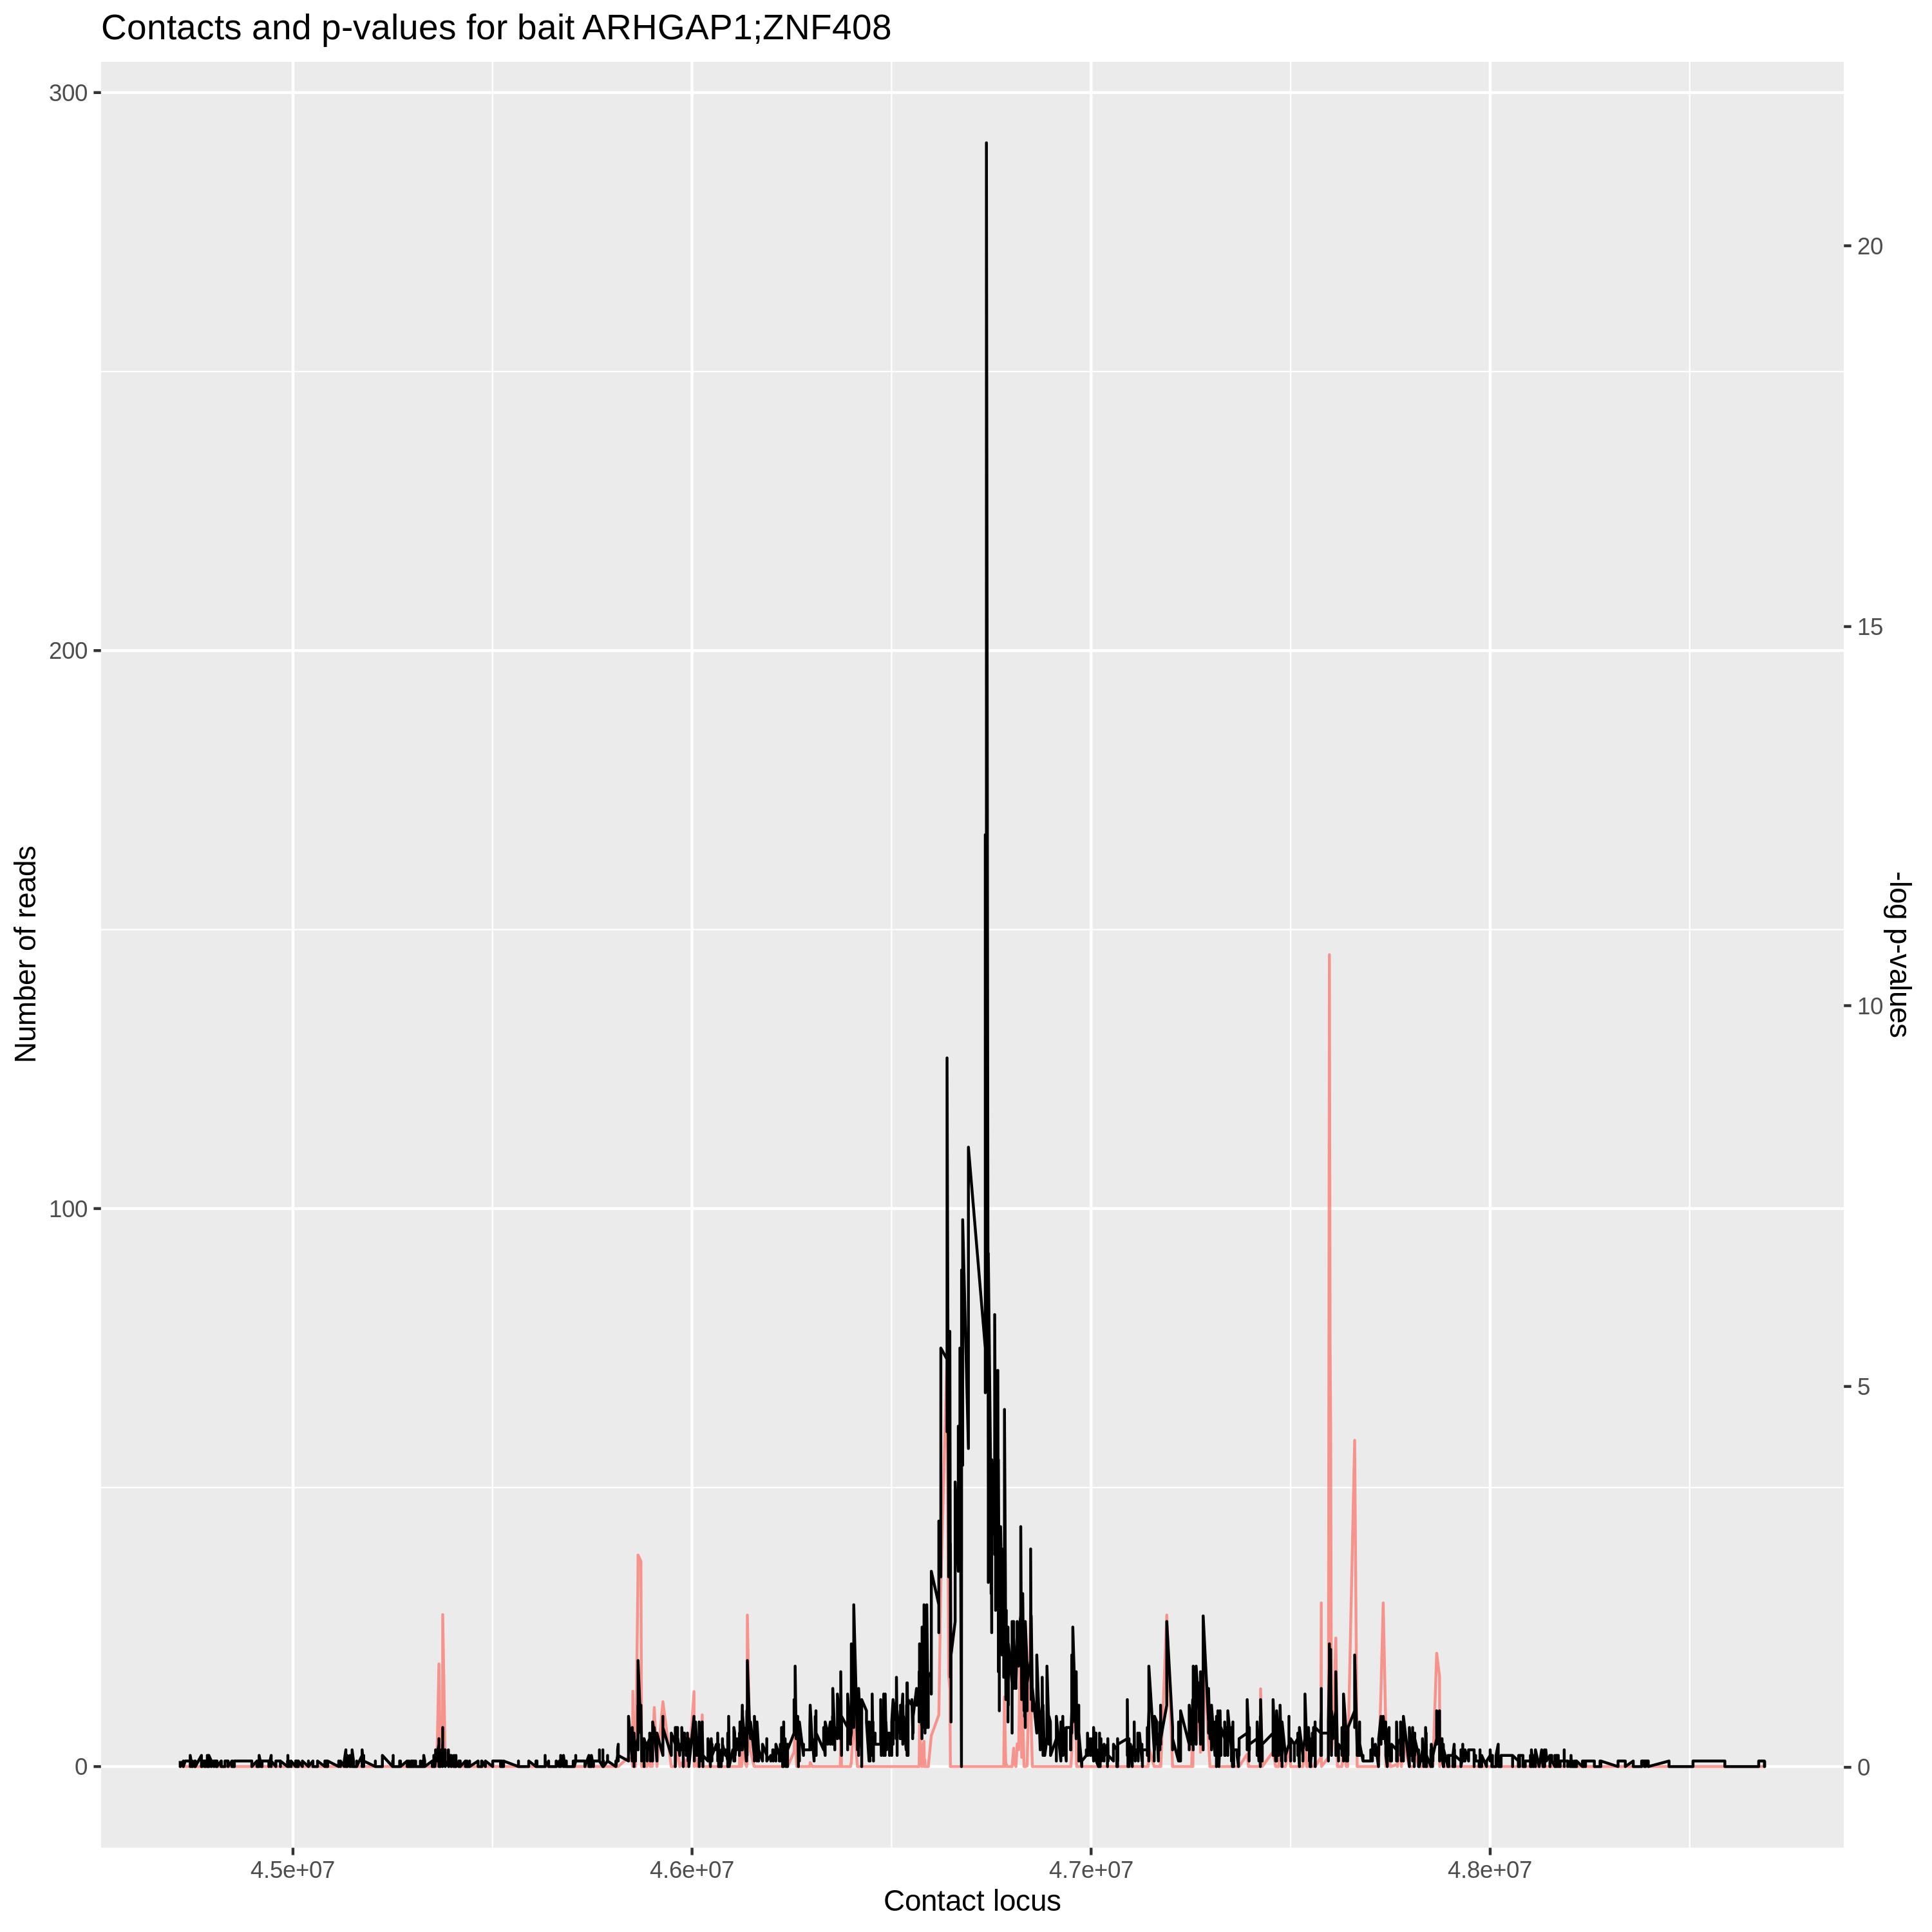 Contacts and p-values for bait ARHGAP1;ZNF408
300
200
100
0
Number of reads
20
15
10
5
0
-log p-values
4.5e+07
4.6e+07
4.7e+07
4.8e+07
Contact locus